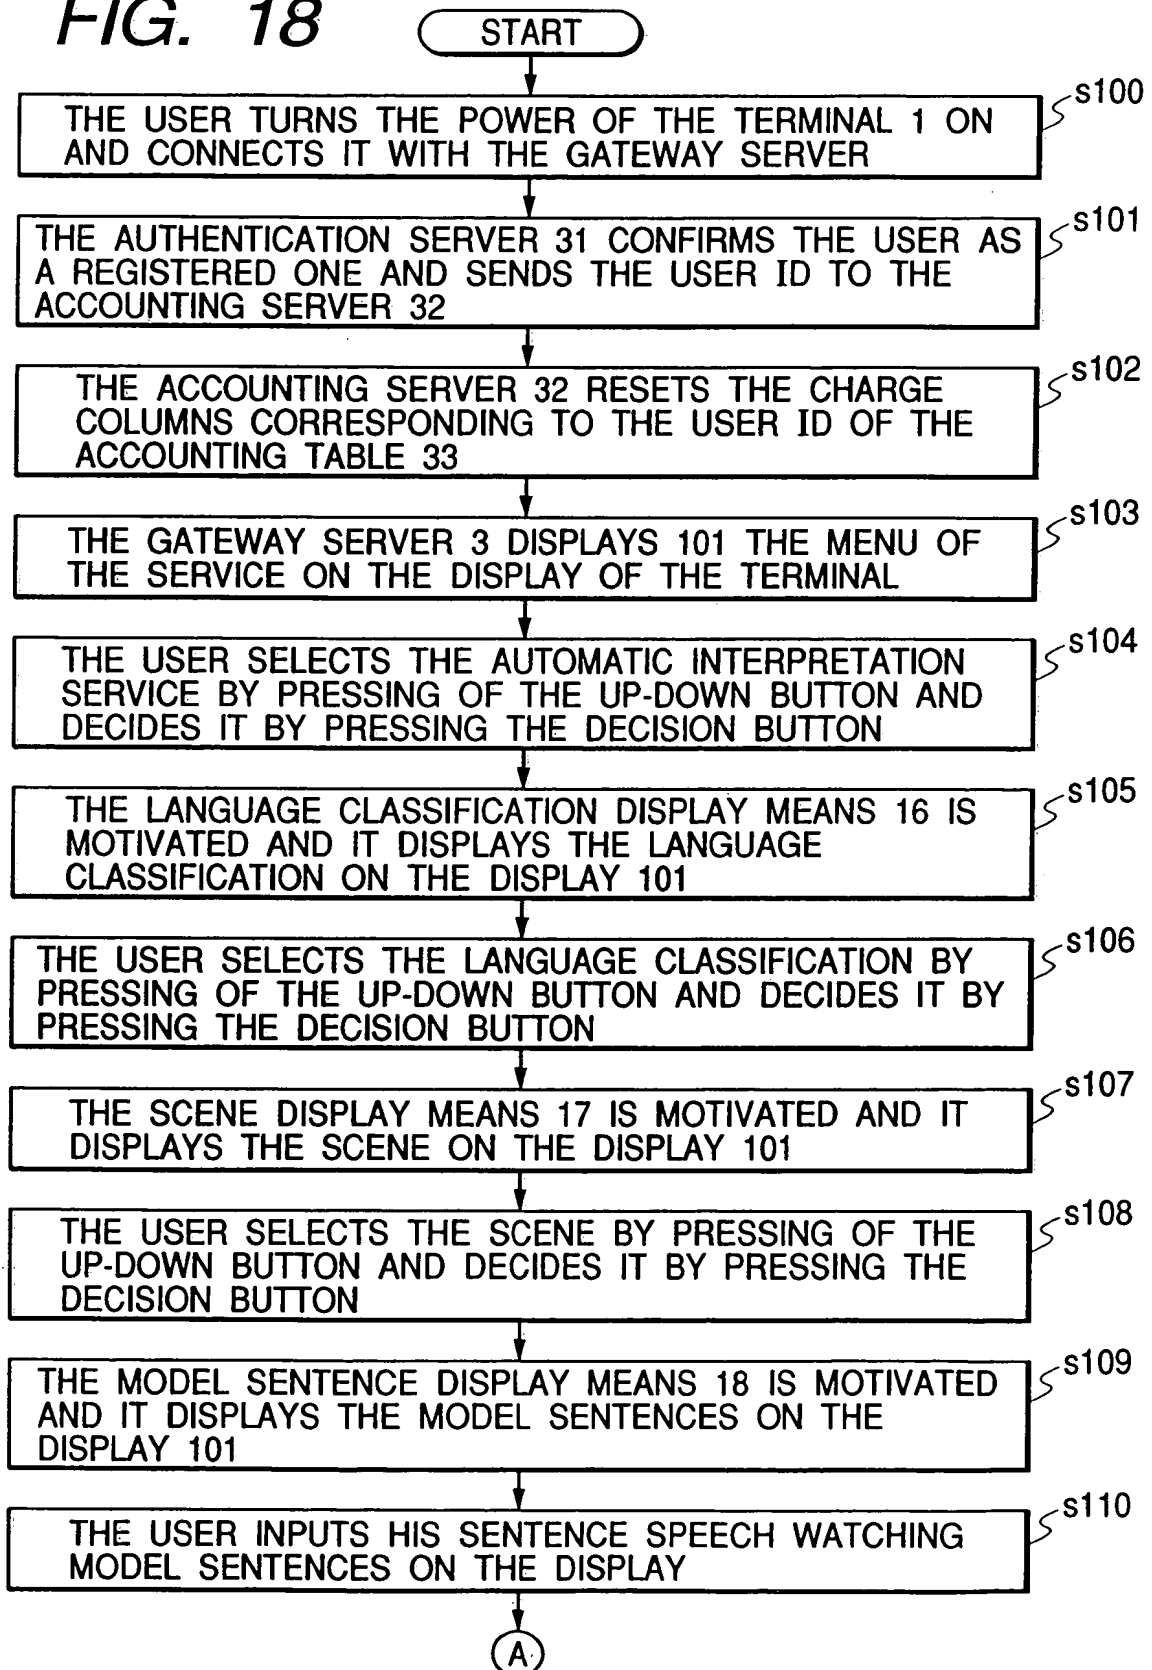 FIG. 18
START
s100
THE USER TURNS THE POWER OF THE TERMINAL 1 ON
AND CONNECTS IT WITH THE GATEWAY SERVER
s101
THE AUTHENTICATION SERVER 31 CONFIRMS THE USER AS
A REGISTERED ONE AND SENDS THE USER ID TO THE
ACCOUNTING SERVER 32
s102
THE ACCOUNTING SERVER 32 RESETS THE CHARGE
COLUMNS CORRESPONDING TO THE USER ID OF THE
ACCOUNTING TABLE 33
s103
THE GATEWAY SERVER 3 DISPLAYS 101 THE MENU OF
THE SERVICE ON THE DISPLAY OF THE TERMINAL
s104
THE USER SELECTS THE AUTOMATIC INTERPRETATION
SERVICE BY PRESSING OF THE UP-DOWN BUTTON AND
DECIDES IT BY PRESSING THE DECISION BUTTON
s105
THE LANGUAGE CLASSIFICATION DISPLAY MEANS 16 IS
MOTIVATED AND IT DISPLAYS THE LANGUAGE
CLASSIFICATION ON THE DISPLAY 101
s106
THE USER SELECTS THE LANGUAGE CLASSIFICATION BY
PRESSING OF THE UP-DOWN BUTTON AND DECIDES IT BY
PRESSING THE DECISION BUTTON
s107
THE SCENE DISPLAY MEANS 17 IS MOTIVATED AND IT
DISPLAYS THE SCENE ON THE DISPLAY 101
s108
THE USER SELECTS THE SCENE BY PRESSING OF THE
UP-DOWN BUTTON AND DECIDES IT BY PRESSING THE
DECISION BUTTON
s109
THE MODEL SENTENCE DISPLAY MEANS 18 IS MOTIVATED
AND IT DISPLAYS THE MODEL SENTENCES ON THE
DISPLAY 101
s110
THE USER INPUTS HIS SENTENCE SPEECH WATCHING
MODEL SENTENCES ON THE DISPLAY
A